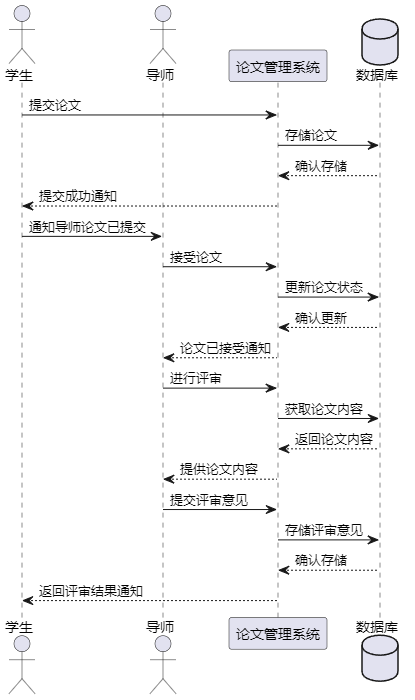 学生
导师
论文管理系统
数据库
提交论文
存储论文
确认存储
提交成功通知
通知导师论文已提交
接受论文
更新论文状态
确认更新
论文已接受通知
进行评审
获取论文内容
返回论文内容
提供论文内容
提交评审意见
存储评审意见
确认存储
返回评审结果通知
学生
导师
论文管理系统
数据库